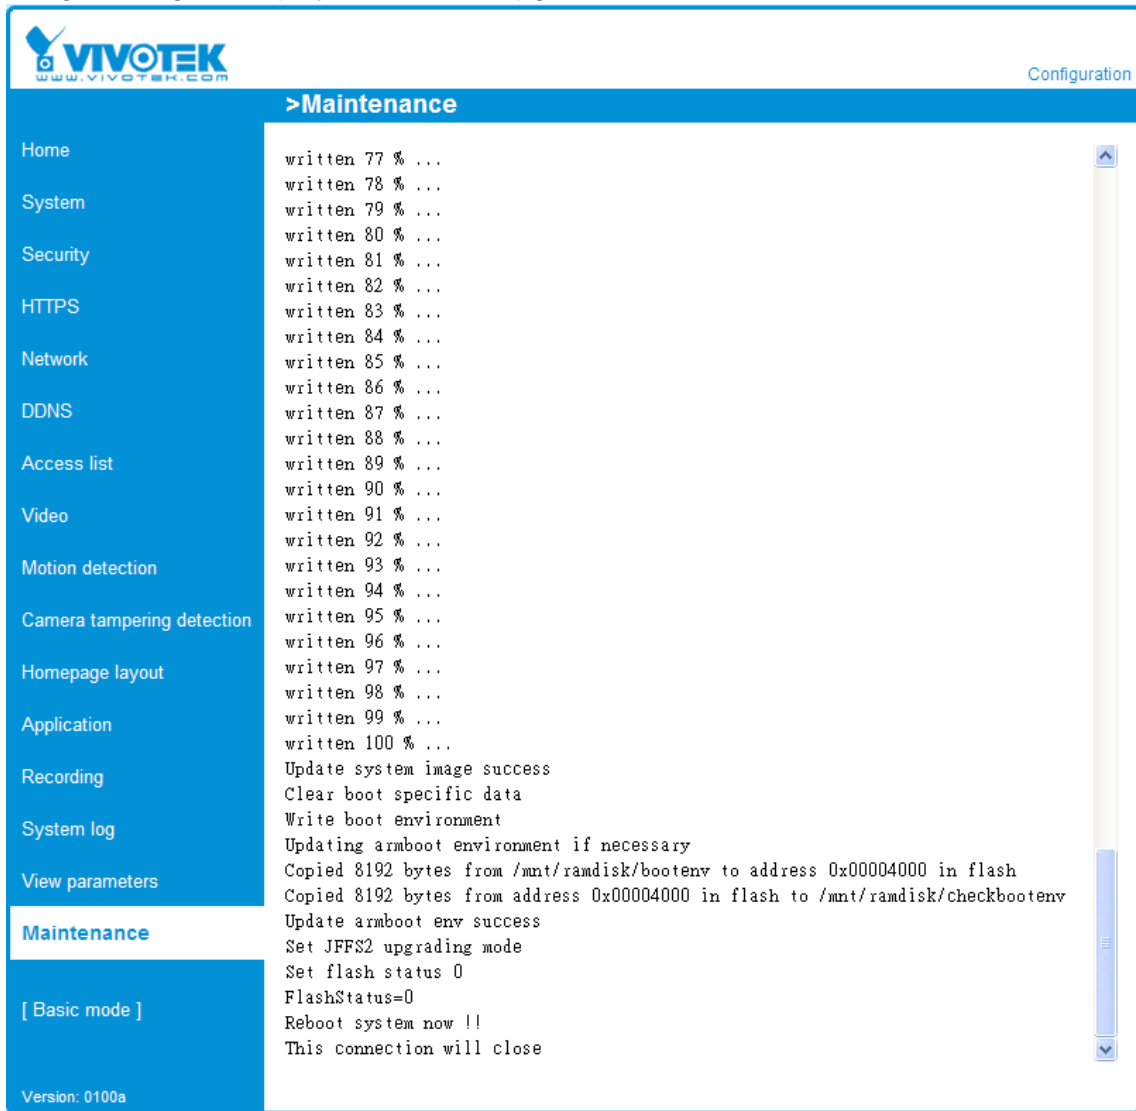 VIVOTEK
www.vivotek.com
Configuration
>Maintenance
Home
System
Security
HTTPS
Network
DDNS
Access list
Video
Motion detection
Camera tampering detection
Homepage layout
Application
Recording
System log
View parameters
Maintenance
[ Basic mode ]
Version: 0100a
written 77 % ...
written 78 % ...
written 79 % ...
written 80 % ...
written 81 % ...
written 82 % ...
written 83 % ...
written 84 % ...
written 85 % ...
written 86 % ...
written 87 % ...
written 88 % ...
written 89 % ...
written 90 % ...
written 91 % ...
written 92 % ...
written 93 % ...
written 94 % ...
written 95 % ...
written 96 % ...
written 97 % ...
written 98 % ...
written 99 % ...
written 100 % ...
Update system image success
Clear boot specific data
Write boot environment
Updating armboot environment if necessary
Copied 8192 bytes from /mnt/ramdisk/bootenv to address 0x00004000 in flash
Copied 8192 bytes from address 0x00004000 in flash to /mnt/ramdisk/checkbootenv
Update armboot env success
Set JFFS2 upgrading mode
Set flash status 0
FlashStatus=0
Reboot system now !!
This connection will close